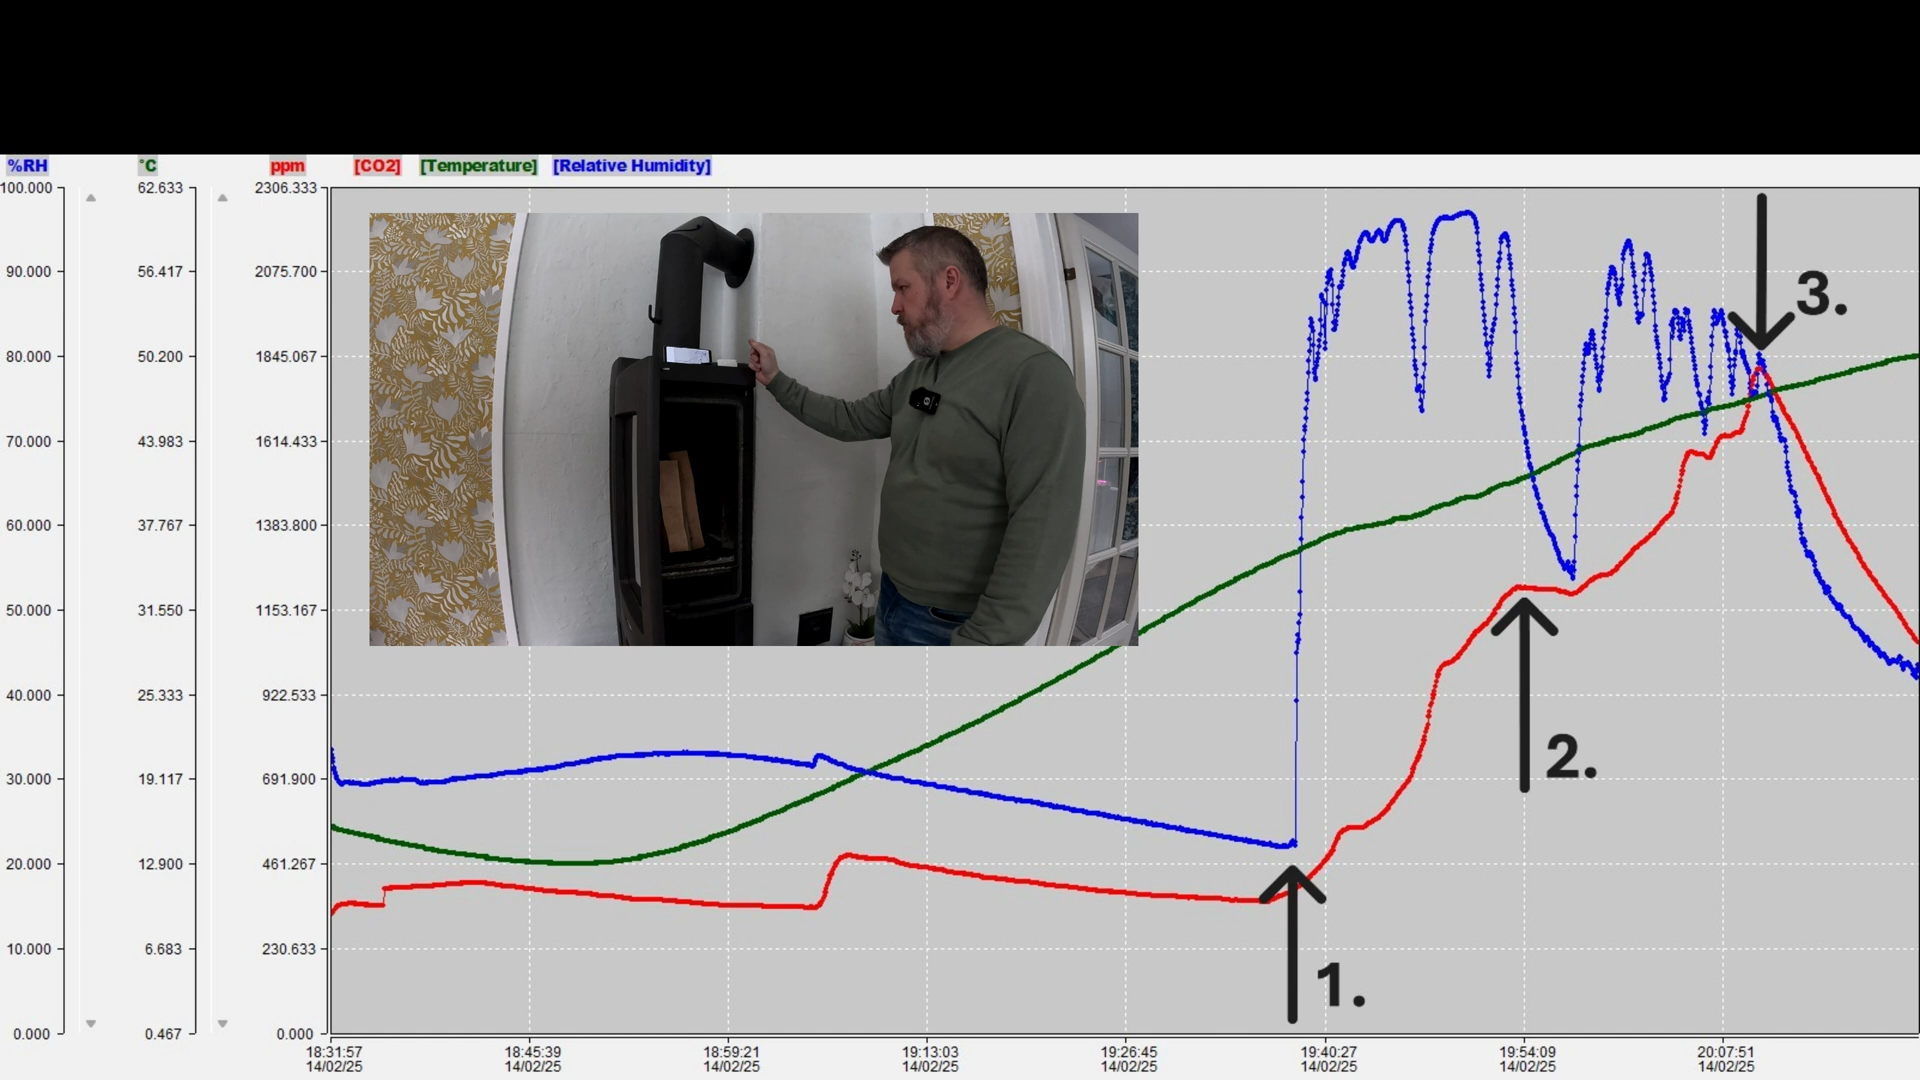 %RH °C ppm [CO2] [Temperature] [Relative Humidity]
100.000 62.633 2306.333
90.000 56.417 2075.700
80.000 50.200 1845.067
70.000 43.983 1614.433
60.000 37.767 1383.800
50.000 31.550 1153.167
40.000 25.333 922.533
30.000 19.117 691.900
20.000 12.900 461.267
10.000 6.683 230.633
0.000 0.467 0.000
3.
2.
1.
18:31:57 18:45:39 18:59:21 19:13:03 19:26:45 19:40:27 19:54:09 20:07:51
14/02/25 14/02/25 14/02/25 14/02/25 14/02/25 14/02/25 14/02/25 14/02/25